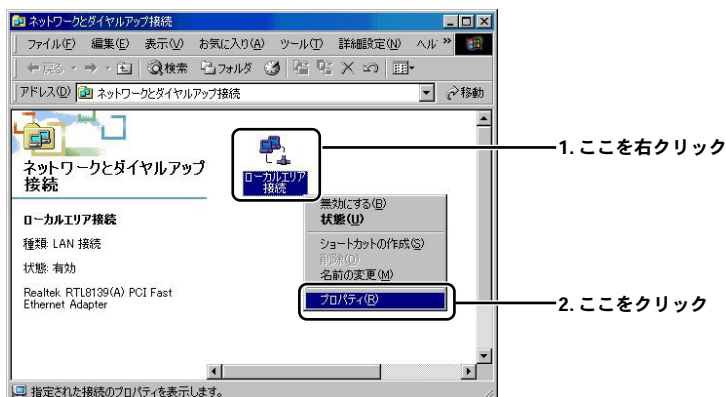 ネットワークとダイヤルアップ接続
ファイル(F) 編集(E) 表示(V) お気に入り(A) ツール(T) 詳細設定(N) ヘル »
戻る 検索 フォルダ
アドレス(D) ネットワークとダイヤルアップ接続 移動
ネットワークとダイヤルアップ
接続
ローカルエリア接続
種類: LAN 接続
状態: 有効
Realtek RTL8139(A) PCI Fast
Ethernet Adapter
ローカルエリア
接続
無効にする(B)
状態(U)
ショートカットの作成(S)
削除(D)
名前の変更(M)
プロパティ(R)
1. ここを右クリック
2. ここをクリック
指定された接続のプロパティを表示します。